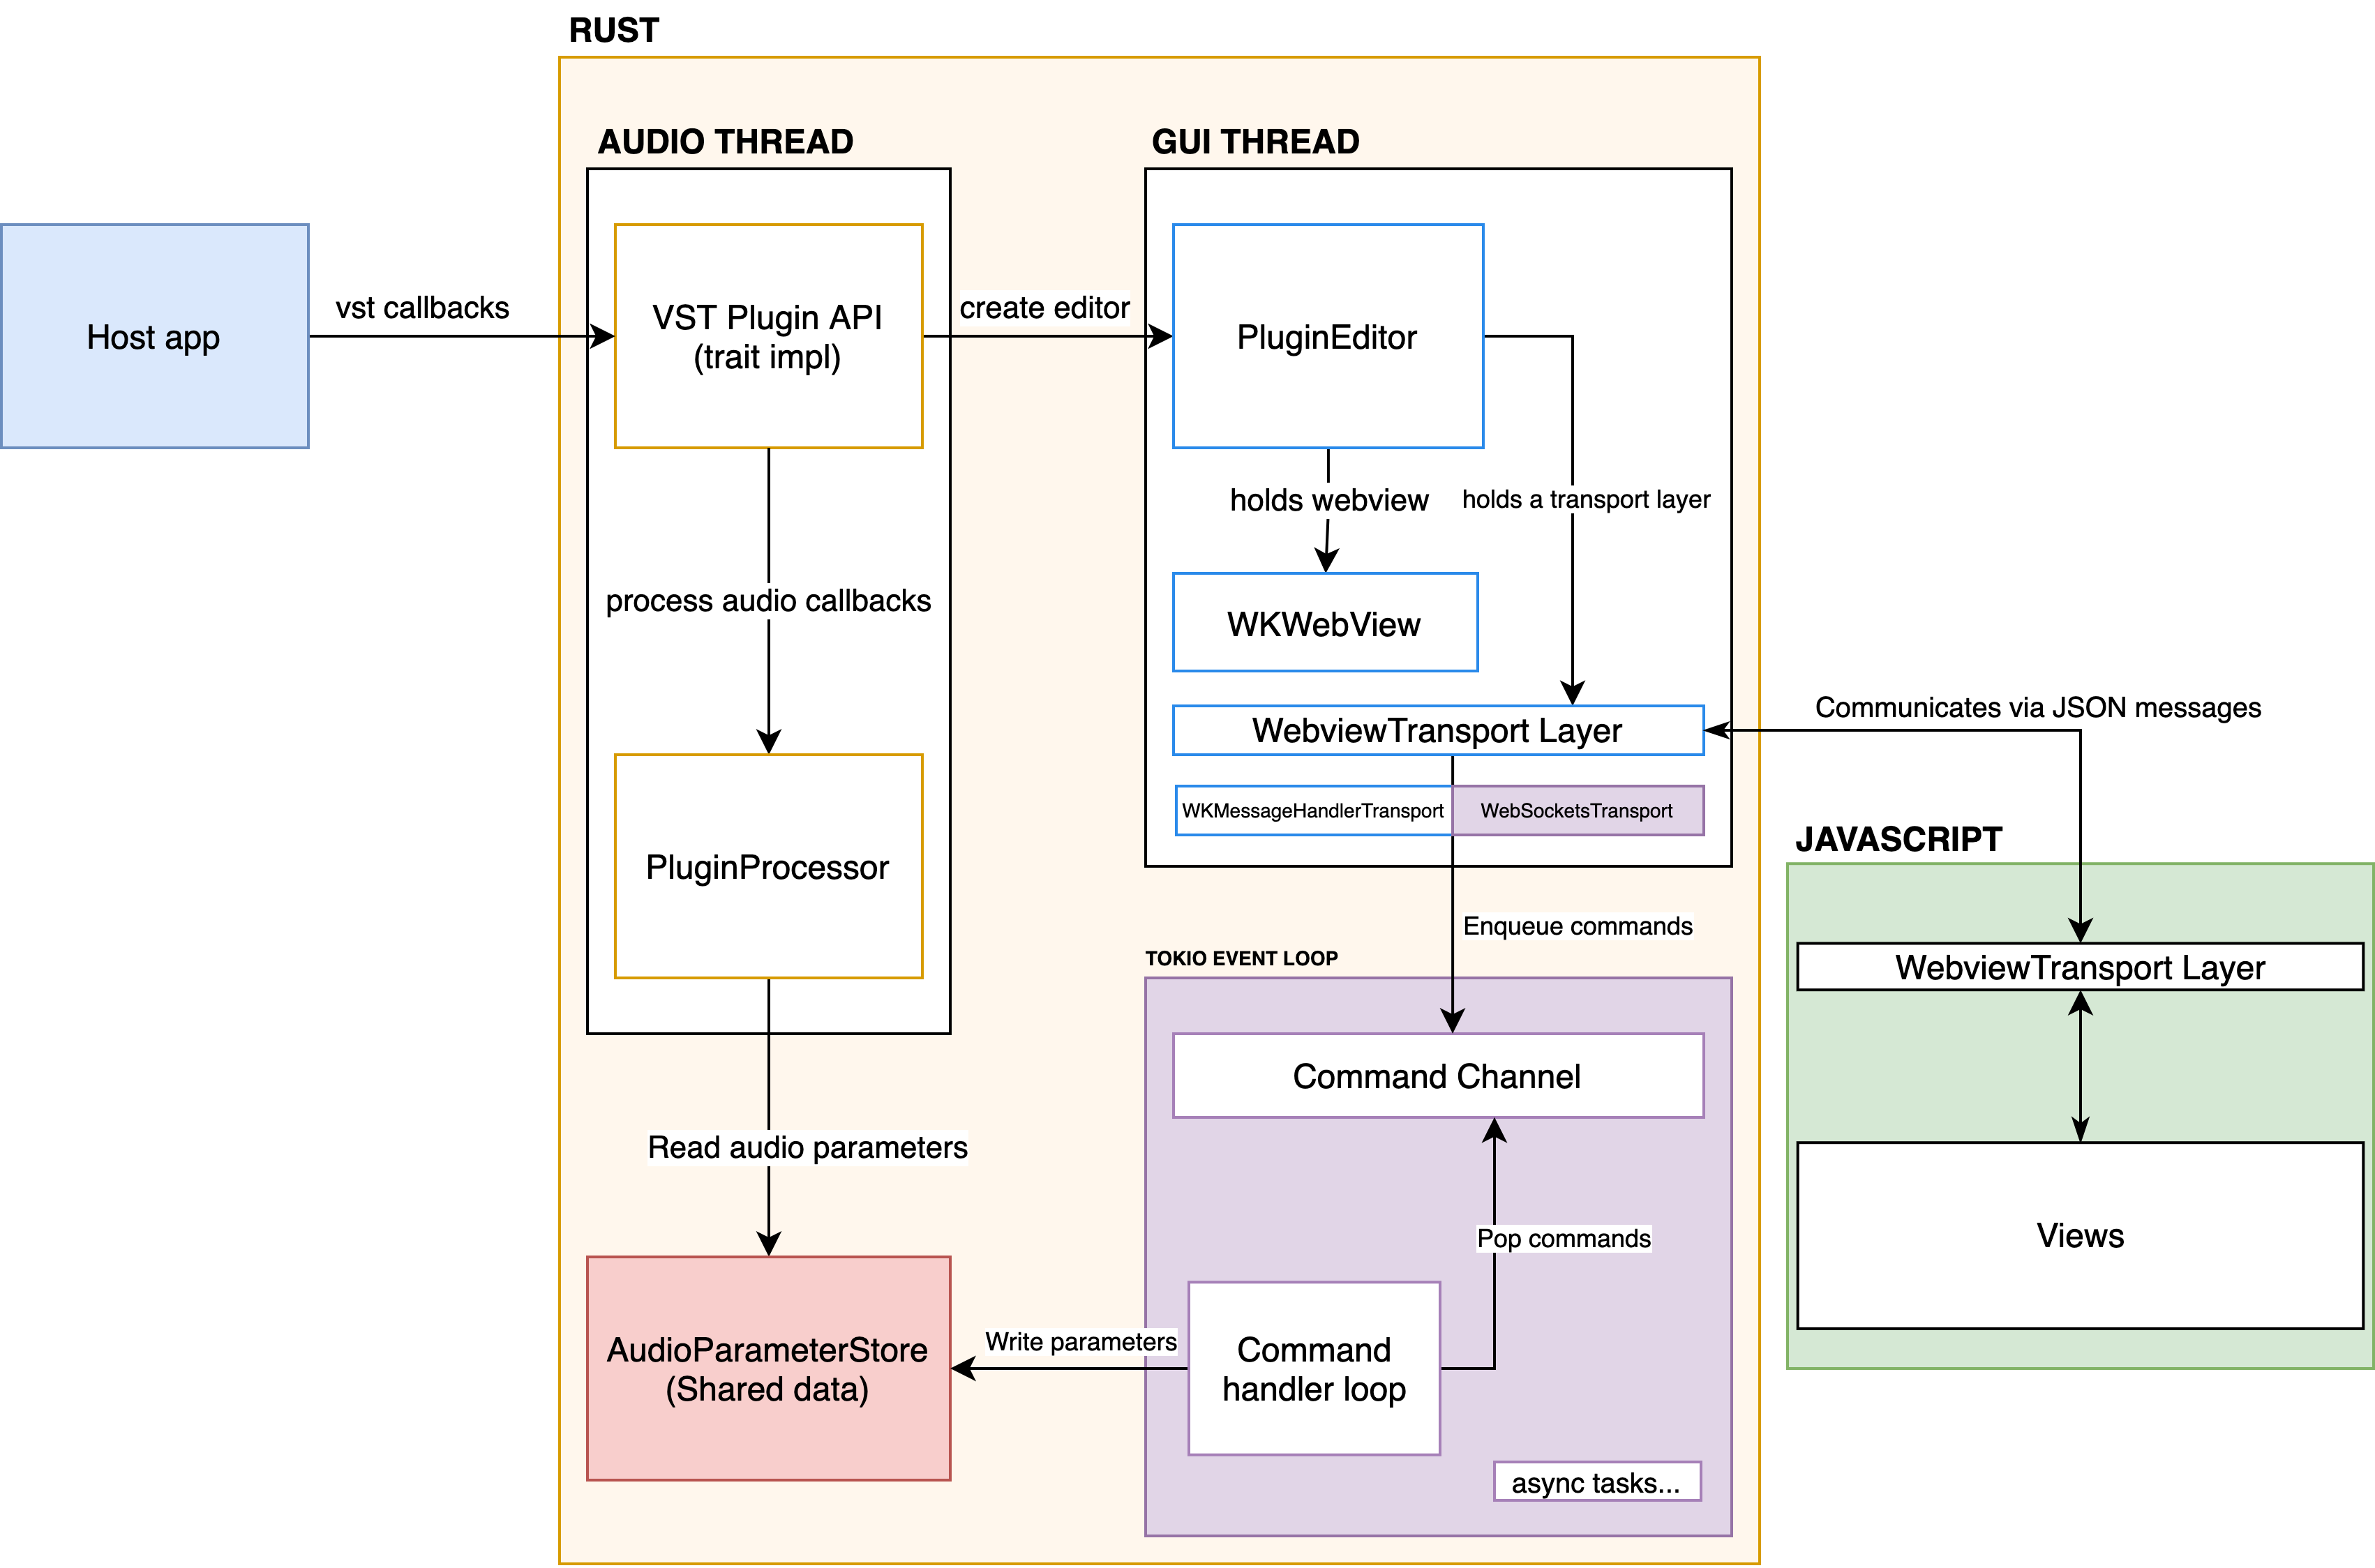 RUST
AUDIO THREAD
GUI THREAD
Host app
vst callbacks
VST Plugin API
(trait impl)
create editor
PluginEditor
holds webview
holds a transport layer
process audio callbacks
WKWebView
WebviewTransport Layer
Communicates via JSON messages
WKMessageHandlerTransport
WebSocketsTransport
PluginProcessor
JAVASCRIPT
Enqueue commands
TOKIO EVENT LOOP
WebviewTransport Layer
Command Channel
Read audio parameters
Pop commands
Views
Write parameters
AudioParameterStore
(Shared data)
Command
handler loop
async tasks...